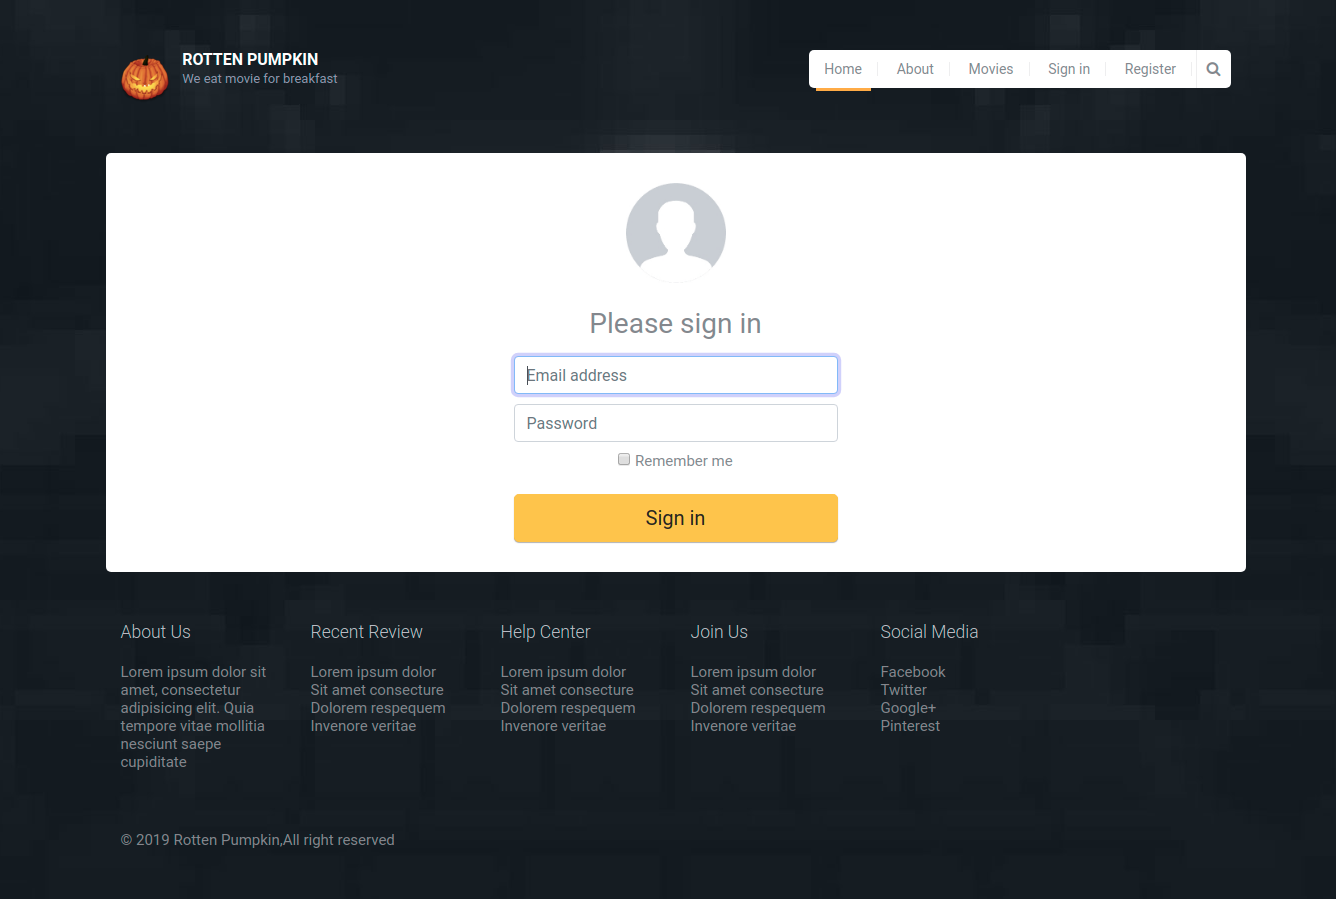 ROTTEN PUMPKIN
We eat movie for breakfast
Home About Movies Sign in Register
Please sign in
Email address
Password
Remember me
Sign in
About Us
Lorem ipsum dolor sit
amet, consectetur
adipisicing elit. Quia
tempore vitae mollitia
nesciunt saepe
cupiditate
Recent Review
Lorem ipsum dolor
Sit amet consecture
Dolorem respequem
Invenore veritae
Help Center
Lorem ipsum dolor
Sit amet consecture
Dolorem respequem
Invenore veritae
Join Us
Lorem ipsum dolor
Sit amet consecture
Dolorem respequem
Invenore veritae
Social Media
Facebook
Twitter
Google+
Pinterest
© 2019 Rotten Pumpkin,All right reserved